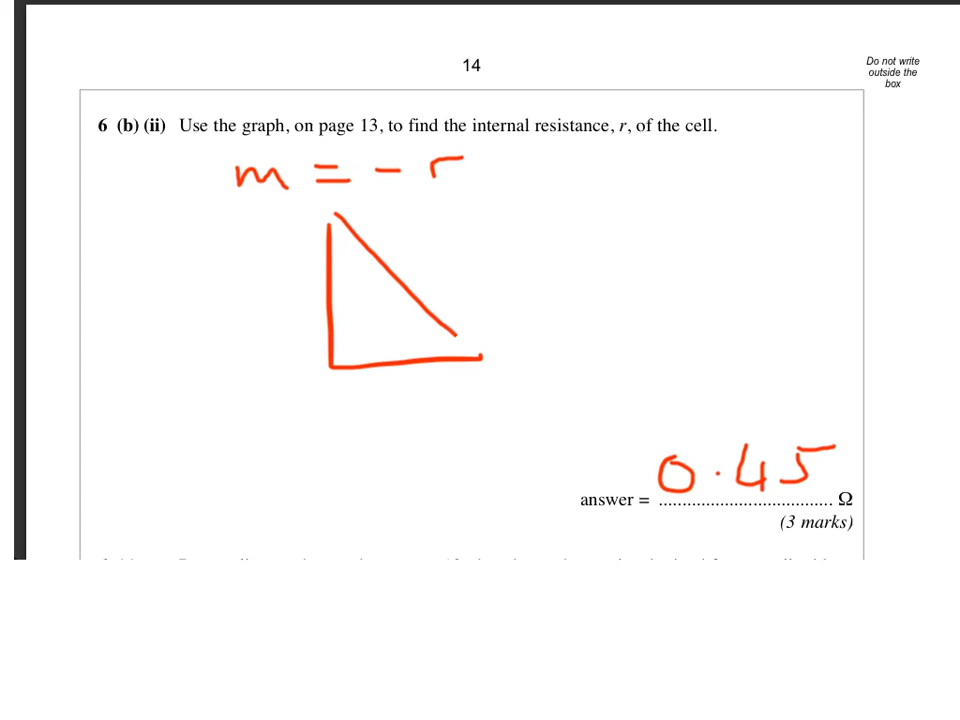 14
Do not write
outside the
box
6 (b) (ii) Use the graph, on page 13, to find the internal resistance, r, of the cell.
m = - r
0.45
answer = .................................... Ω
(3 marks)